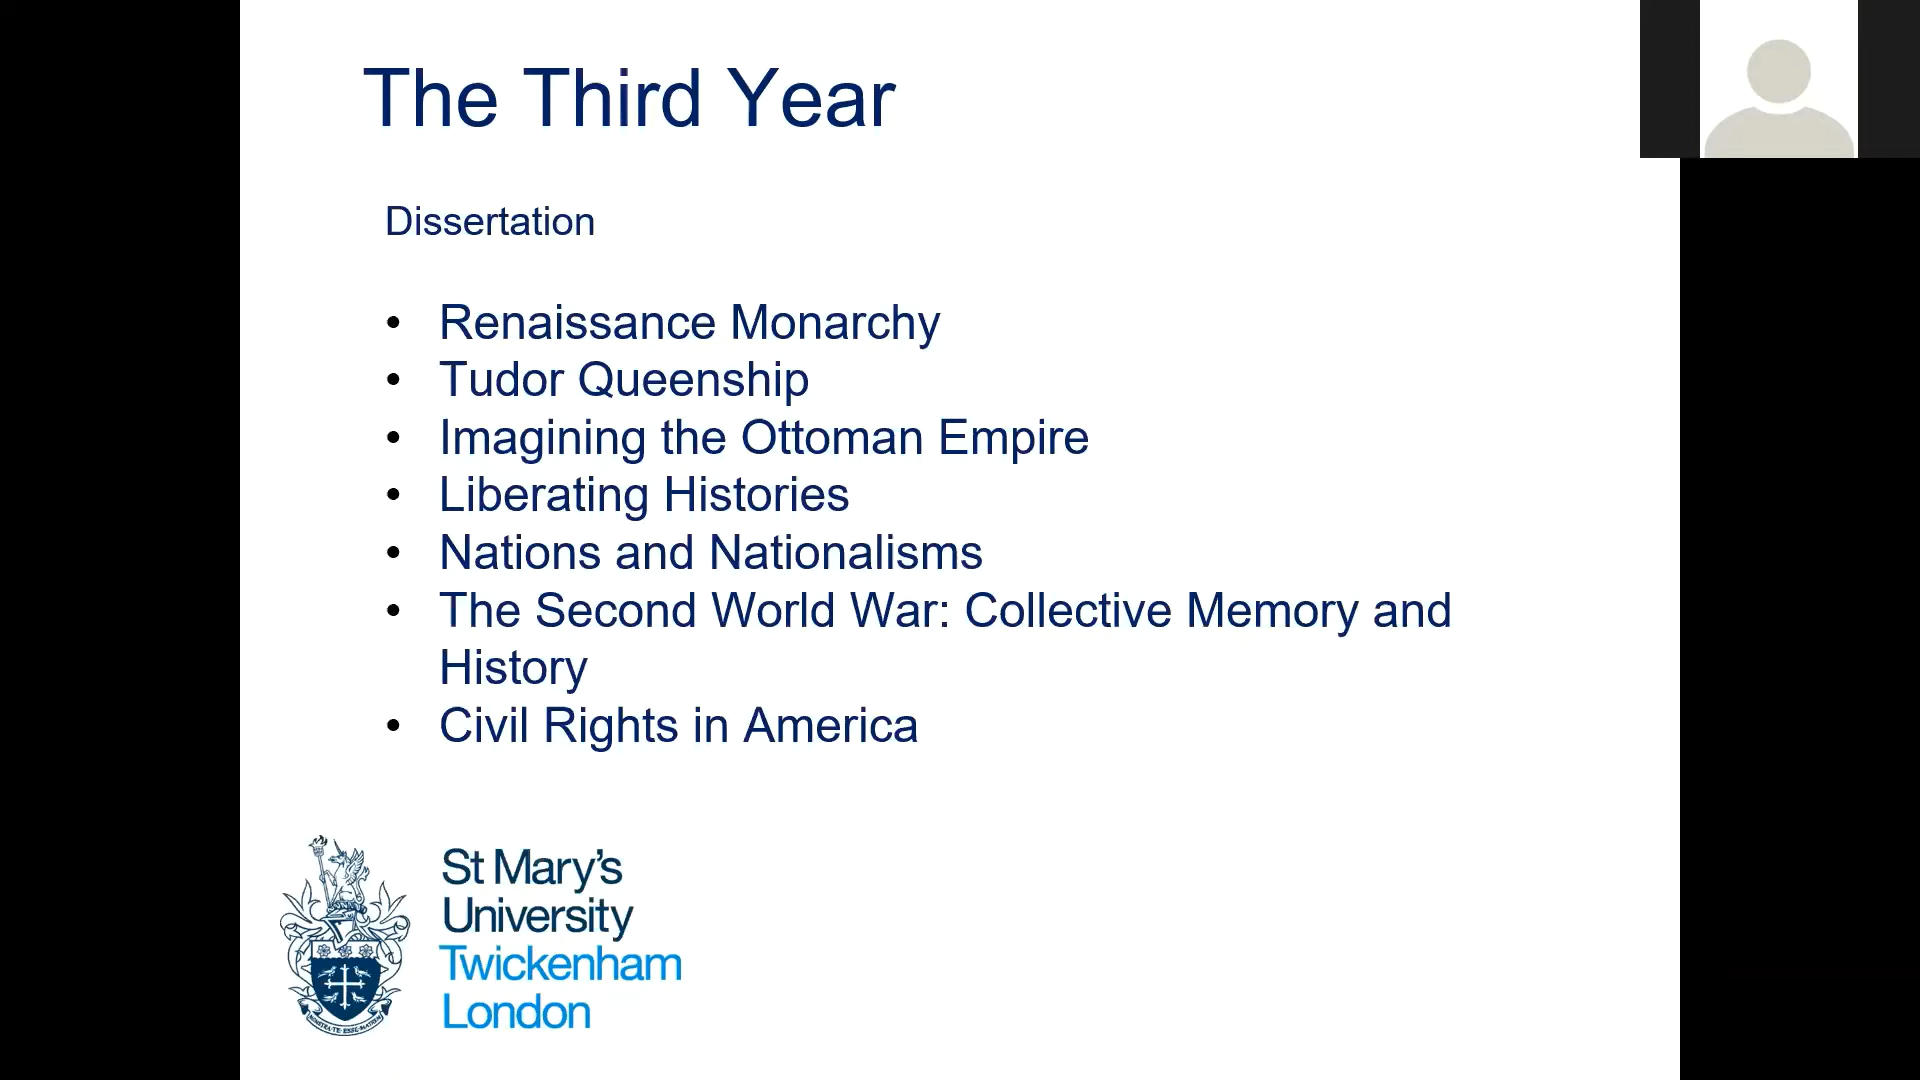 The Third Year
Dissertation
• Renaissance Monarchy
• Tudor Queenship
• Imagining the Ottoman Empire
• Liberating Histories
• Nations and Nationalisms
• The Second World War: Collective Memory and
History
• Civil Rights in America
St Mary's
University
Twickenham
London